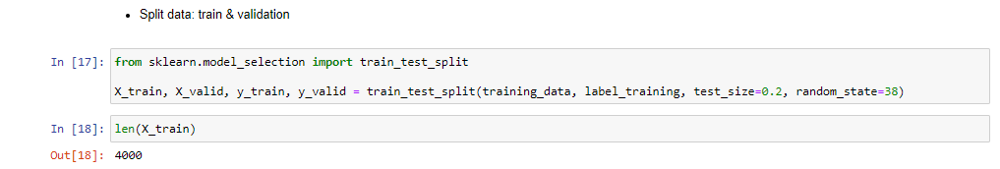 • Split data: train & validation
In [17]: from sklearn.model_selection import train_test_split
X_train, X_valid, y_train, y_valid = train_test_split(training_data, label_training, test_size=0.2, random_state=38)
In [18]: len(X_train)
Out[18]: 4000